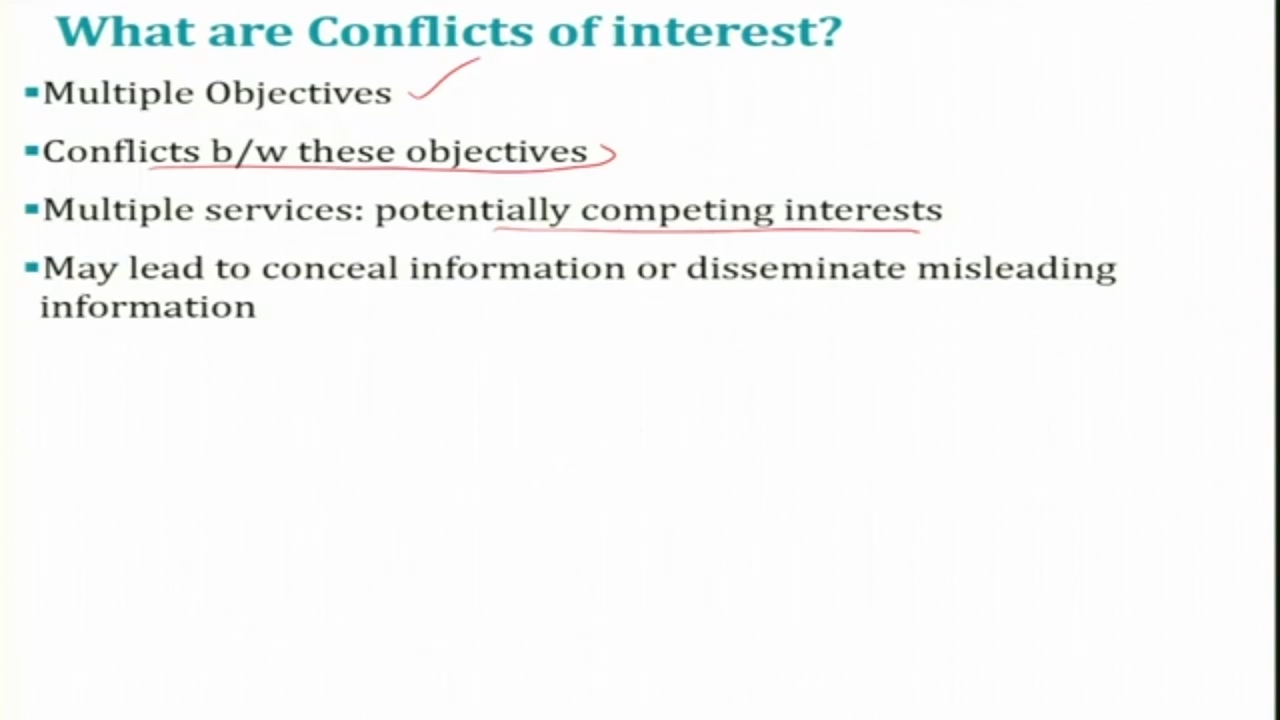 What are Conflicts of interest?
▪Multiple Objectives
▪Conflicts b/w these objectives
▪Multiple services: potentially competing interests
▪May lead to conceal information or disseminate misleading
information